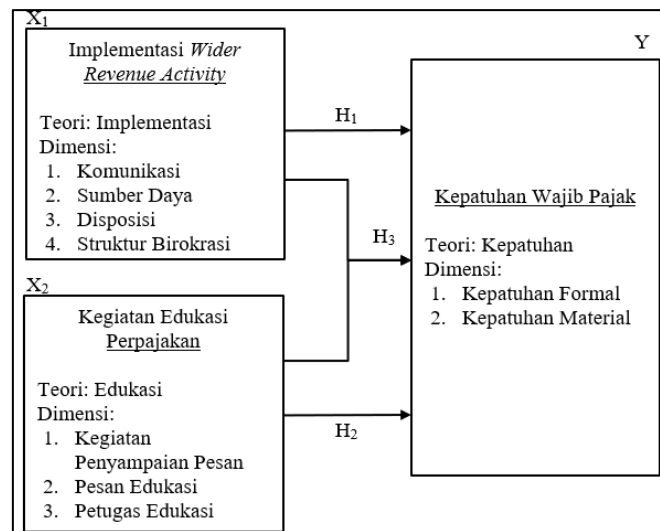 X1
Implementasi Wider
Revenue Activity
Teori: Implementasi
Dimensi:
1. Komunikasi
2. Sumber Daya
3. Disposisi
4. Struktur Birokrasi
X2
Kegiatan Edukasi
Perpajakan
Teori: Edukasi
Dimensi:
1. Kegiatan
Penyampaian Pesan
2. Pesan Edukasi
3. Petugas Edukasi
H1
H3
H2
Y
Kepatuhan Wajib Pajak
Teori: Kepatuhan
Dimensi:
1. Kepatuhan Formal
2. Kepatuhan Material